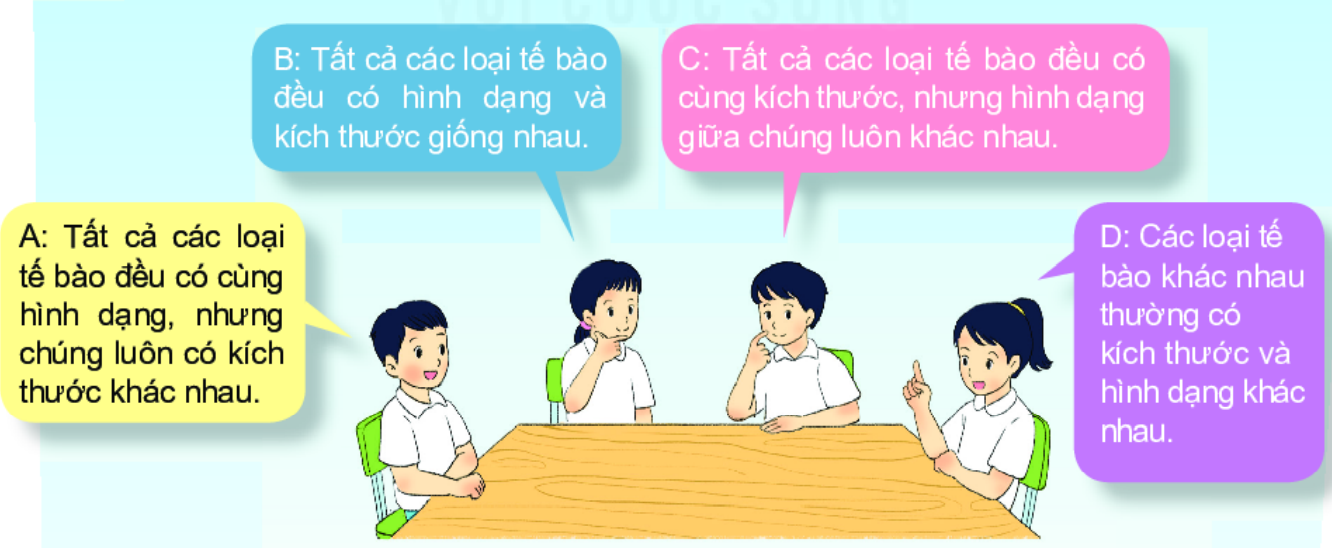 VỚI CUỘC SỐNG
B: Tất cả các loại tế bào
đều có hình dạng và
kích thước giống nhau.
C: Tất cả các loại tế bào đều có
cùng kích thước, nhưng hình dạng
giữa chúng luôn khác nhau.
A: Tất cả các loại
tế bào đều có cùng
hình dạng, nhưng
chúng luôn có kích
thước khác nhau.
D: Các loại tế
bào khác nhau
thường có
kích thước và
hình dạng khác
nhau.